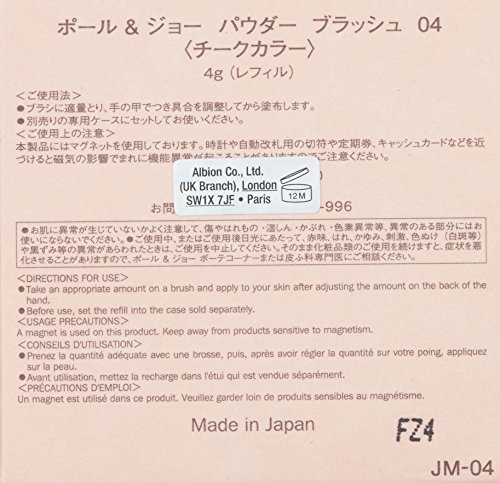 ポール & ジョー パウダー ブラッシュ 04
〈チークカラー〉
4g（レフィル）
＜ご使用法＞
●ブラシに適量とり、手の甲でつき具合を調整してから塗布します。
●別売りの専用ケースにセットしてお使いください。
＜ご使用上の注意＞
本製品にはマグネットを使用しております。時計や自動改札用の切符や定期券、キャッシュカードなどを近
づけると磁気の影響でまれに機能異常が起こることがありますので
Albion Co., Ltd.
(UK Branch), London
SW1X 7JF • Paris
12M
お問
-996
●お肌に異常が生じていないかよく注意して、傷やはれもの・湿しん・かぶれ・色素異常等、異常のある部分にはお
使いにならないでください。●ご使用中、またはご使用後日光にあたって、赤味、はれ、かゆみ、刺激、色ぬけ（白斑等）
や黒ずみ等の異常があらわれたときは、ご使用をおやめください。そのまま化粧品類のご使用を続けますと、症状を悪
化させることがありますので、ポール & ジョー ボーテコーナーまたは皮ふ科専門医にご相談ください。
<DIRECTIONS FOR USE>
●Take an appropriate amount on a brush and apply to your skin after adjusting the amount on the back of the
hand.
●Before use, set the refill into the case sold separately.
<USAGE PRECAUTIONS>
A magnet is used on this product. Keep away from products sensitive to magnetism.
<CONSEILS D'UTILISATION>
●Prenez la quantité adéquate avec une brosse, puis, après avoir régler la quantité sur votre poing, appliquez
sur la peau.
●Avant utilisation, mettez la recharge dans l'étui qui est vendue séparément.
<PRÉCAUTIONS D'EMPLOI>
Un magnet est utilisé dans ce produit. Veuillez garder loin de produits sensibles au magnétisme.
Made in Japan
FZ4
JM-04